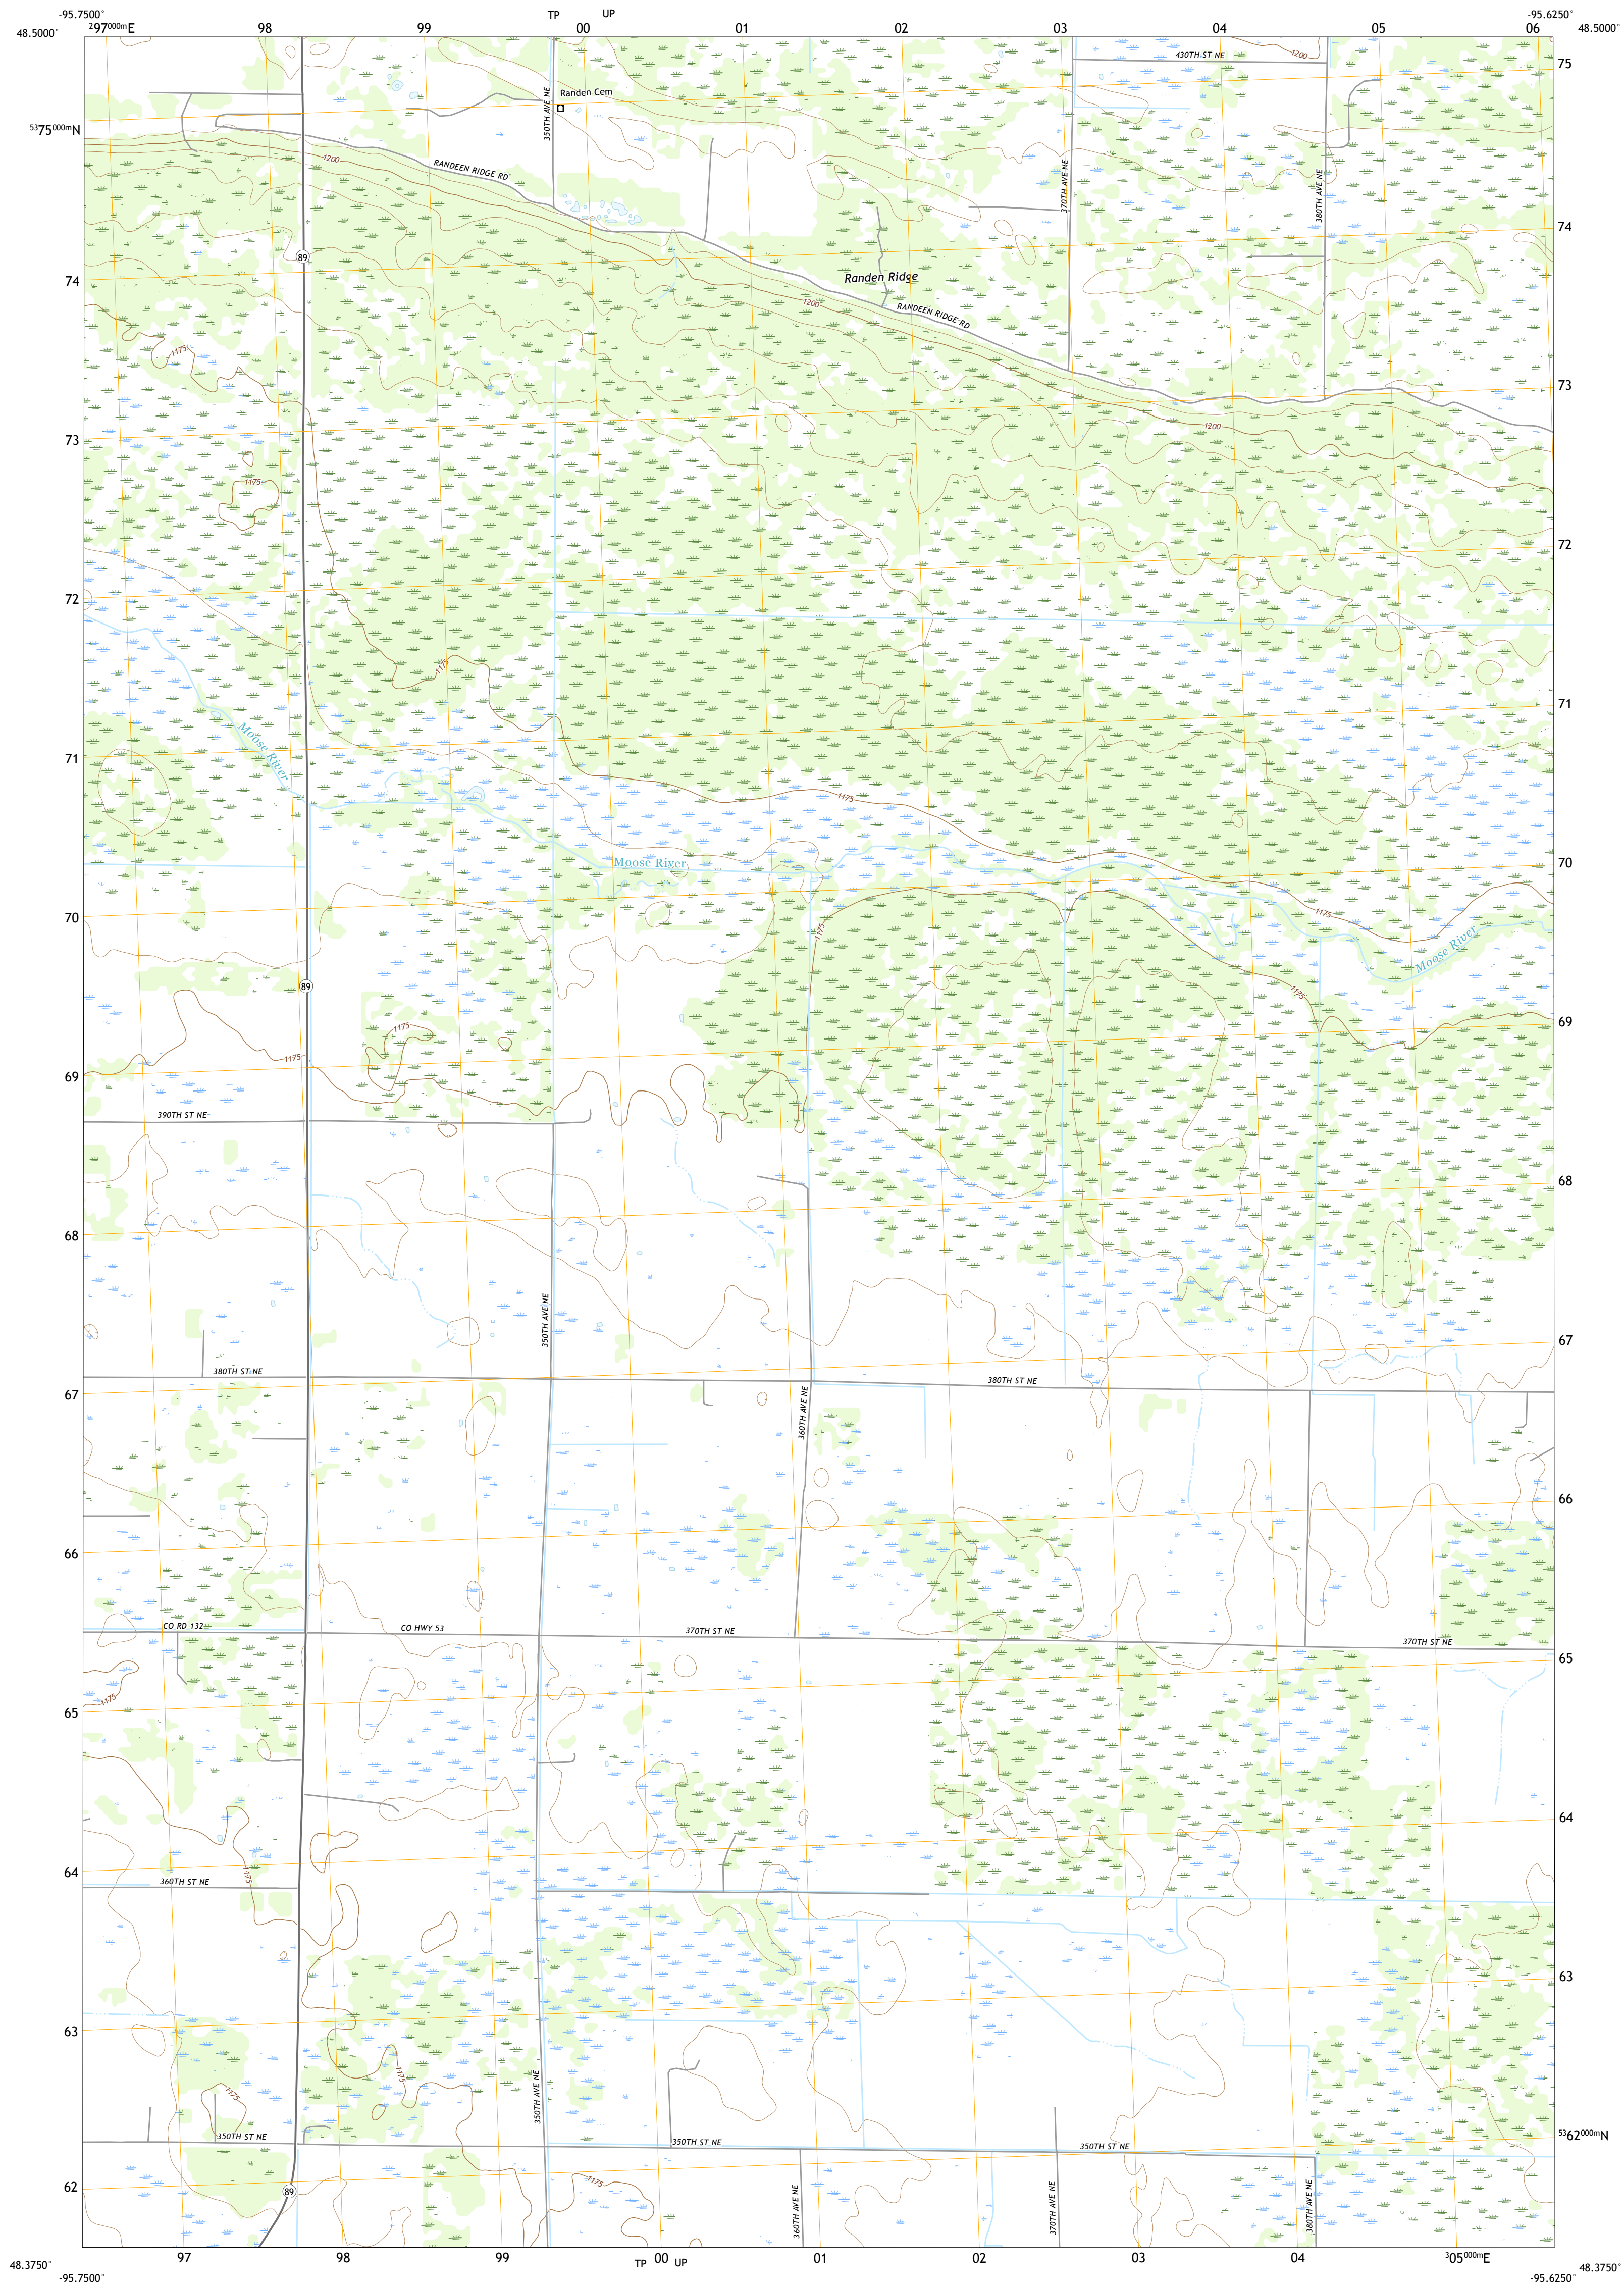 -95.7500° TP UP -95.6250°
48.5000° ²97⁰⁰⁰ᵐE 98 99 00 01 02 03 04 05 06 48.5000°
430TH ST NE 1200
75
Randen Cem
350TH AVE NE
⁵³75⁰⁰⁰ᵐN
1200
RANDEEN RIDGE RD
370TH AVE NE
380TH AVE NE
74
89
Randen Ridge
74
1200
RANDEEN RIDGE RD
1175
73
1200
73
1175
72
72
1175
71
Moose River
71
1175
Moose River
70
1175
70
1175
Moose River
89
1175
69
1175
1175
69
390TH ST NE
68
68
350TH AVE NE
67
380TH ST NE
380TH ST NE
67
360TH AVE NE
66
66
CO RD 132
CO HWY 53
370TH ST NE
370TH ST NE
65
1175
65
64
1175
64
360TH ST NE
63
63
1175
1175
350TH AVE NE
350TH ST NE
350TH ST NE
350TH ST NE
⁵³62⁰⁰⁰ᵐN
1175
62
89
360TH AVE NE
370TH AVE NE
380TH AVE NE
97 98 99 00 01 02 03 04 ³05⁰⁰⁰ᵐE
48.3750° TP UP 48.3750°
-95.7500° -95.6250°